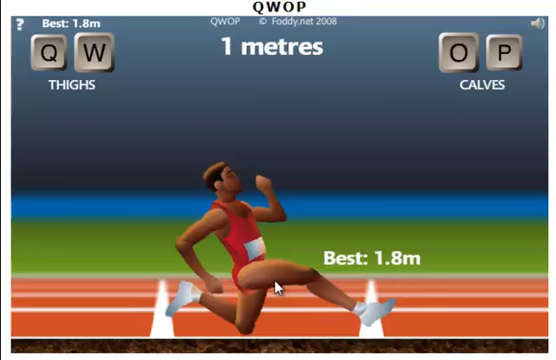 QWOP
? Best: 1.8m QWOP © Foddy.net 2008
1 metres
Q W O P
THIGHS CALVES
Best: 1.8m